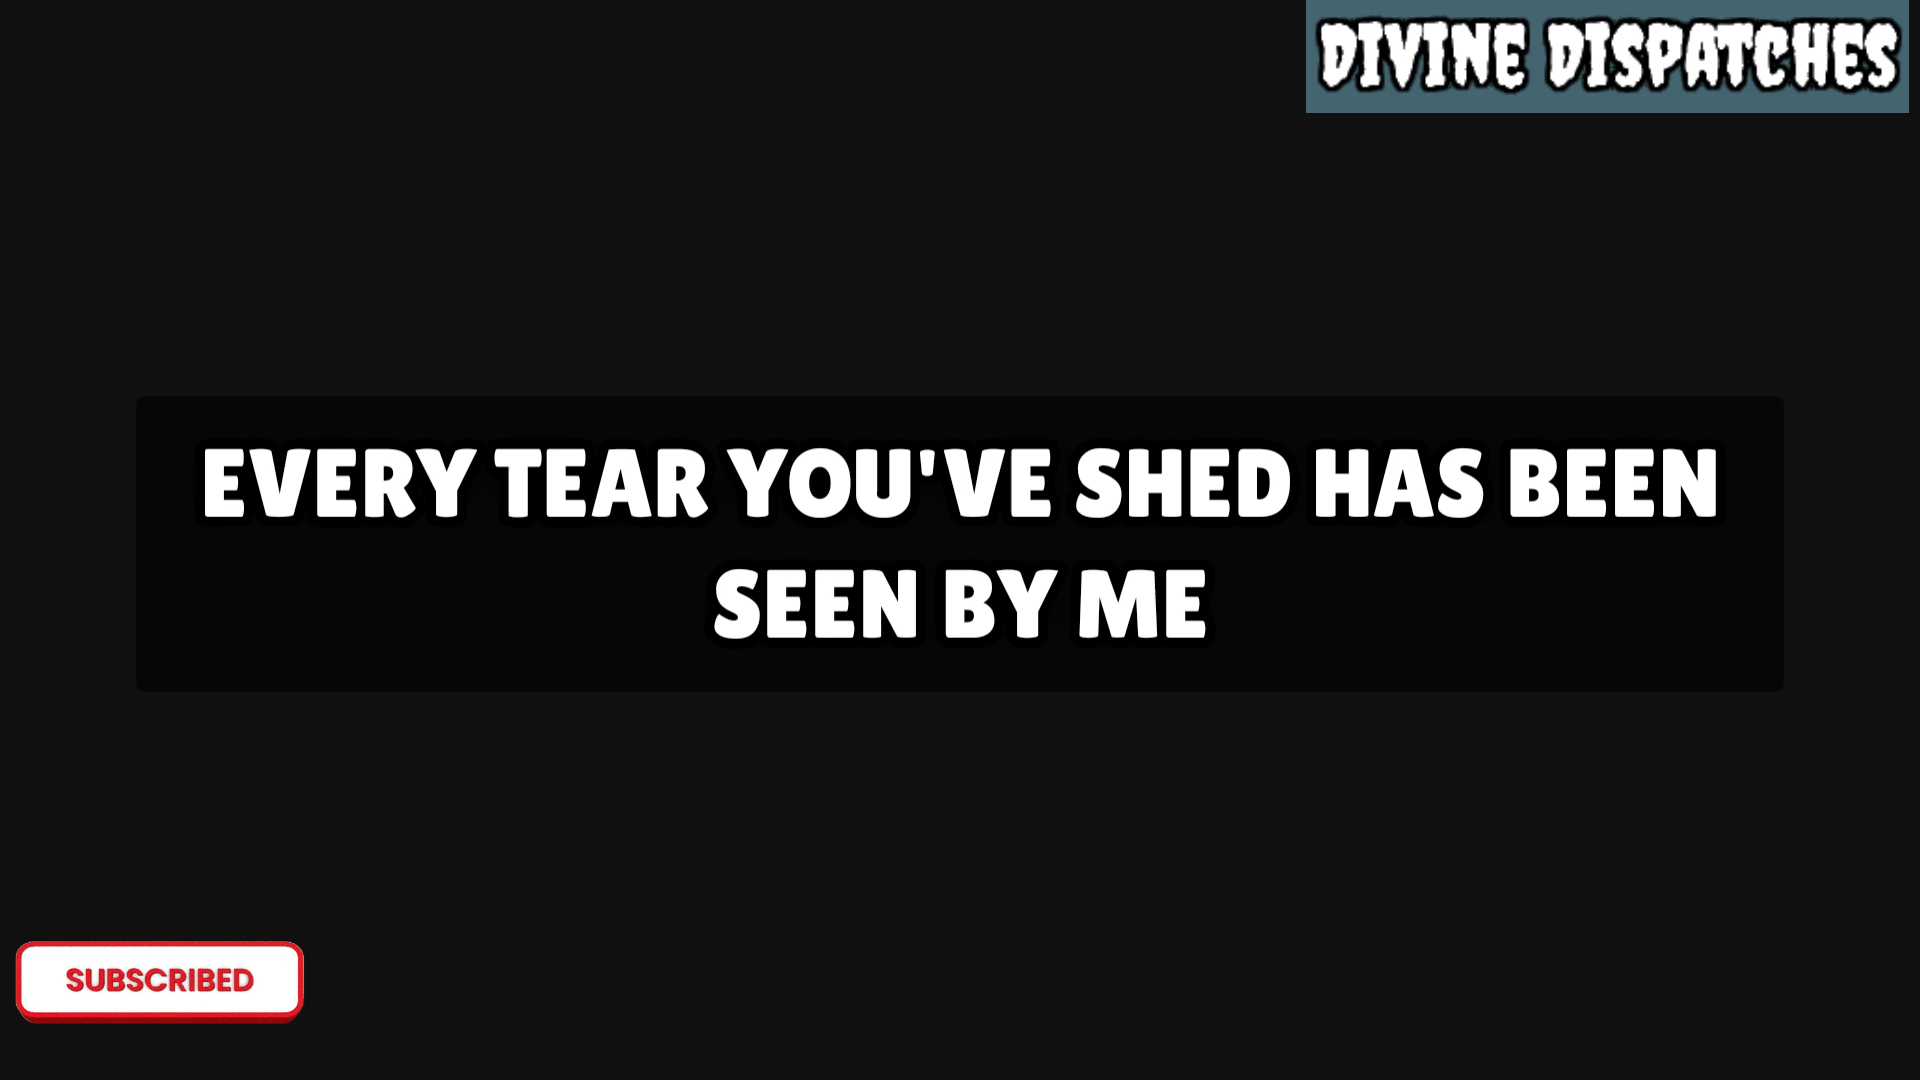 DIVINE DISPATCHES
EVERY TEAR YOU'VE SHED HAS BEEN
SEEN BY ME
SUBSCRIBED